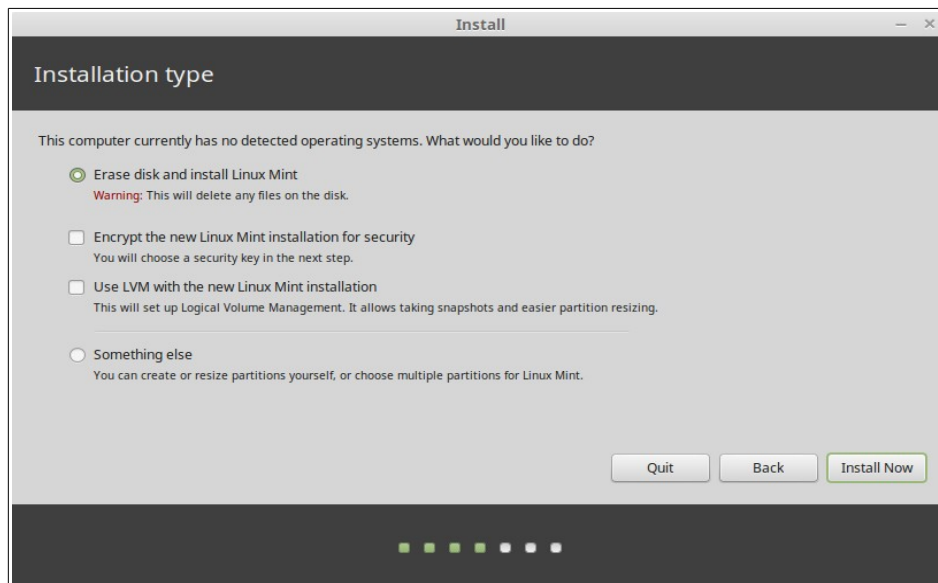 Install
Installation type
This computer currently has no detected operating systems. What would you like to do?
Erase disk and install Linux Mint
Warning: This will delete any files on the disk.
Encrypt the new Linux Mint installation for security
You will choose a security key in the next step.
Use LVM with the new Linux Mint installation
This will set up Logical Volume Management. It allows taking snapshots and easier partition resizing.
Something else
You can create or resize partitions yourself, or choose multiple partitions for Linux Mint.
Quit Back Install Now